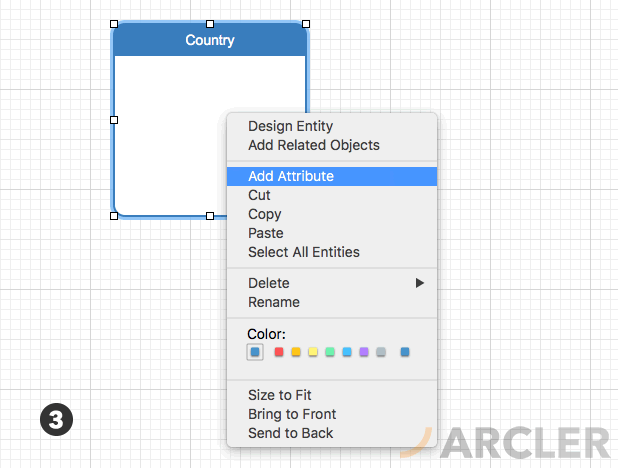 Country
Design Entity
Add Related Objects
Add Attribute
Cut
Copy
Paste
Select All Entities
Delete
Rename
Color:
Size to Fit
Bring to Front
Send to Back
3
ARCLER